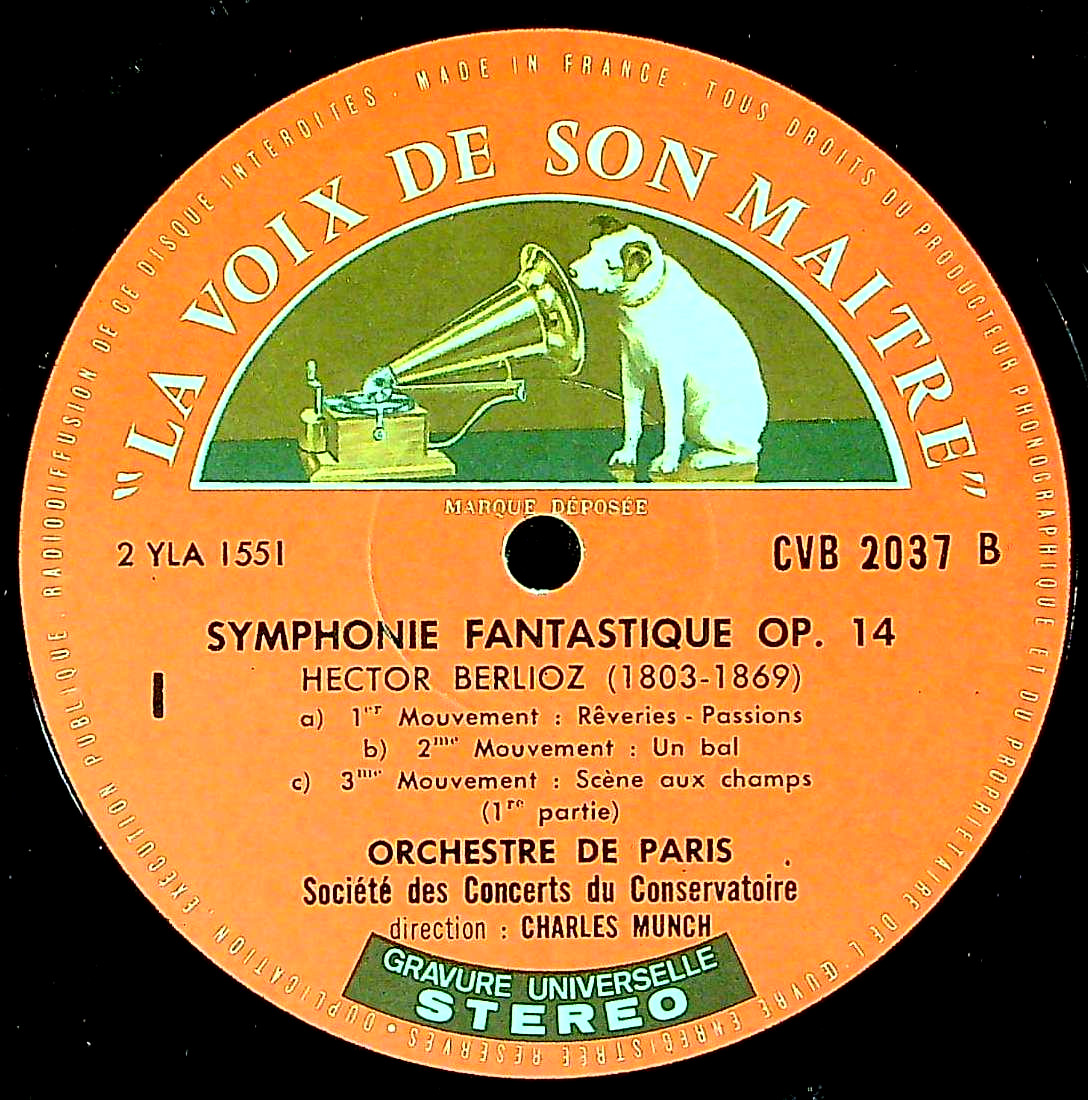 DUPLICATION . EXÉCUTION PUBLIQUE . RADIODIFFUSION DE CE DISQUE INTERDITES . MADE IN FRANCE . TOUS DROITS DU PRODUCTEUR PHONOGRAPHIQUE ET DU PROPRIÉTAIRE DE L'ŒUVRE ENREGISTRÉE RÉSERVÉS •
"LA VOIX DE SON MAITRE"
MARQUE DÉPOSÉE
2 YLA 1551
CVB 2037 B
SYMPHONIE FANTASTIQUE OP. 14
HECTOR BERLIOZ (1803-1869)
I
a) 1er Mouvement : Rêveries - Passions
b) 2me Mouvement : Un bal
c) 3me Mouvement : Scène aux champs
(1re partie)
ORCHESTRE DE PARIS
Société des Concerts du Conservatoire
direction : CHARLES MUNCH
GRAVURE UNIVERSELLE
STEREO